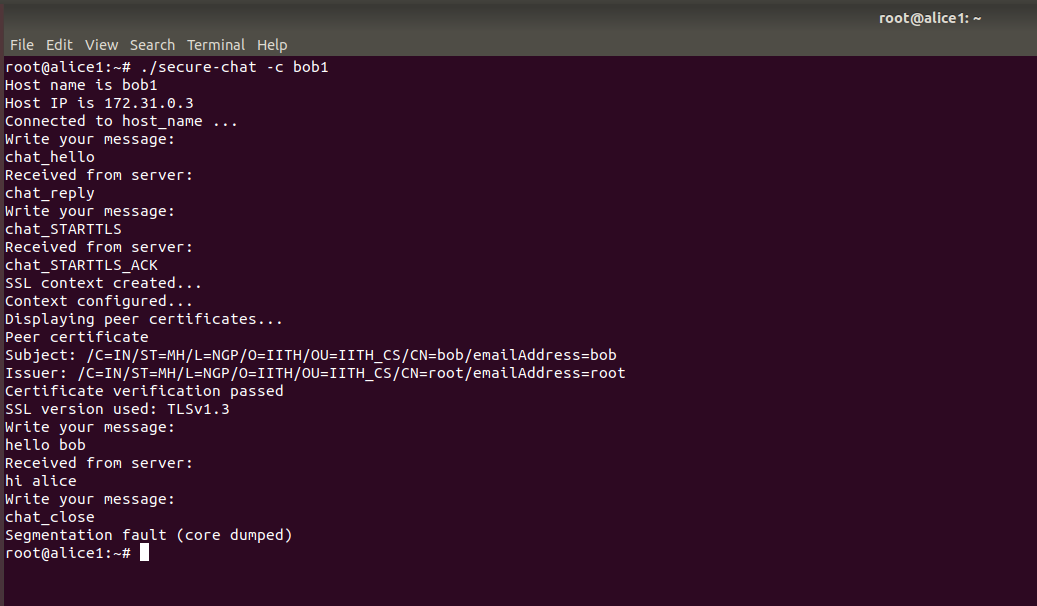 root@alice1: ~
File Edit View Search Terminal Help
root@alice1:~# ./secure-chat -c bob1
Host name is bob1
Host IP is 172.31.0.3
Connected to host_name ...
Write your message:
chat_hello
Received from server:
chat_reply
Write your message:
chat_STARTTLS
Received from server:
chat_STARTTLS_ACK
SSL context created...
Context configured...
Displaying peer certificates...
Peer certificate
Subject: /C=IN/ST=MH/L=NGP/O=IITH/OU=IITH_CS/CN=bob/emailAddress=bob
Issuer: /C=IN/ST=MH/L=NGP/O=IITH/OU=IITH_CS/CN=root/emailAddress=root
Certificate verification passed
SSL version used: TLSv1.3
Write your message:
hello bob
Received from server:
hi alice
Write your message:
chat_close
Segmentation fault (core dumped)
root@alice1:~#